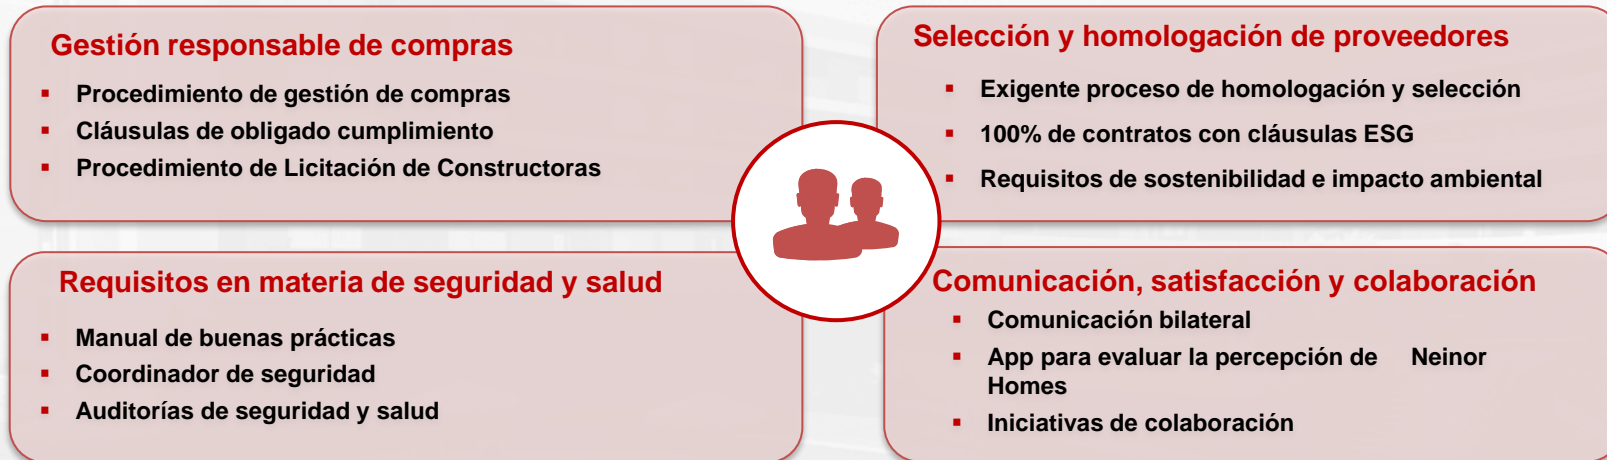 Gestión responsable de compras
▪ Procedimiento de gestión de compras
▪ Cláusulas de obligado cumplimiento
▪ Procedimiento de Licitación de Constructoras
Selección y homologación de proveedores
▪ Exigente proceso de homologación y selección
▪ 100% de contratos con cláusulas ESG
▪ Requisitos de sostenibilidad e impacto ambiental
Requisitos en materia de seguridad y salud
▪ Manual de buenas prácticas
▪ Coordinador de seguridad
▪ Auditorías de seguridad y salud
Comunicación, satisfacción y colaboración
▪ Comunicación bilateral
▪ App para evaluar la percepción de Neinor
Homes
▪ Iniciativas de colaboración